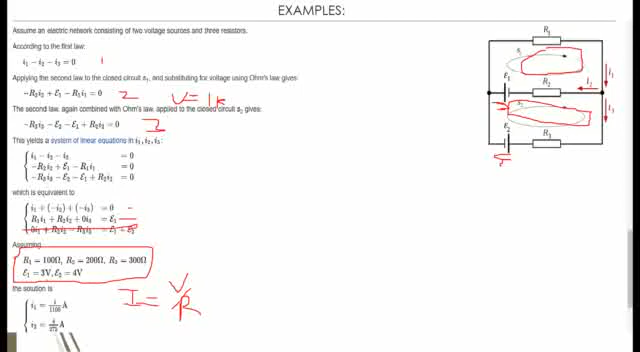 EXAMPLES:
Assume an electric network consisting of two voltage sources and three resistors.
According to the first law:
i₁ − i₂ − i₃ = 0
Applying the second law to the closed circuit s₁, and substituting for voltage using Ohm's law gives:
−R₂i₂ + ℰ₁ − R₁i₁ = 0
2
V = 1k
The second law, again combined with Ohm's law, applied to the closed circuit s₂ gives:
−R₃i₃ − ℰ₂ − ℰ₁ + R₂i₂ = 0
This yields a system of linear equations in i₁, i₂, i₃:
i₁ − i₂ − i₃ = 0
−R₂i₂ + ℰ₁ − R₁i₁ = 0
−R₃i₃ − ℰ₂ − ℰ₁ + R₂i₂ = 0
which is equivalent to
i₁ + (−i₂) + (−i₃) = 0
R₁i₁ + R₂i₂ + 0i₃ = ℰ₁
Assuming
R₁ = 100Ω, R₂ = 200Ω, R₃ = 300Ω
ℰ₁ = 3V, ℰ₂ = 4V
I = V/R
the solution is
i₁ = 1/1100 A
i₂ = 4/275 A
R₁
s₁
i₁
ℰ₁
R₂
i₂
s₂
i₃
ℰ₂
R₃